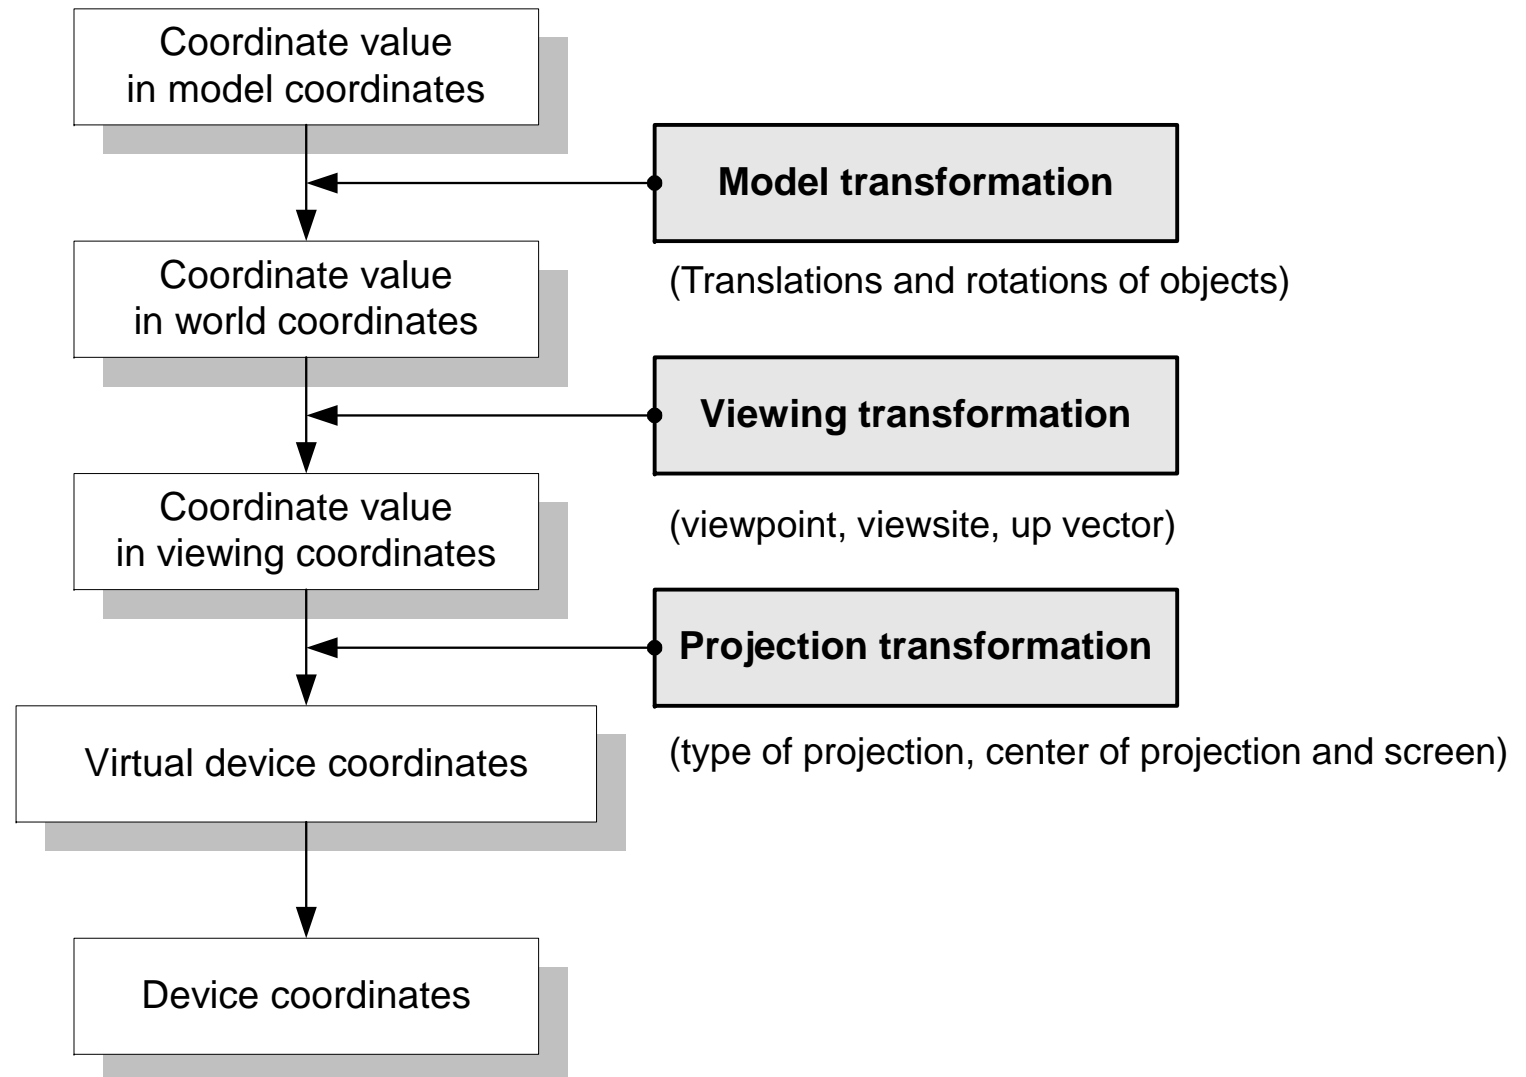 Coordinate value
in model coordinates
Model transformation
(Translations and rotations of objects)
Coordinate value
in world coordinates
Viewing transformation
(viewpoint, viewsite, up vector)
Coordinate value
in viewing coordinates
Projection transformation
(type of projection, center of projection and screen)
Virtual device coordinates
Device coordinates